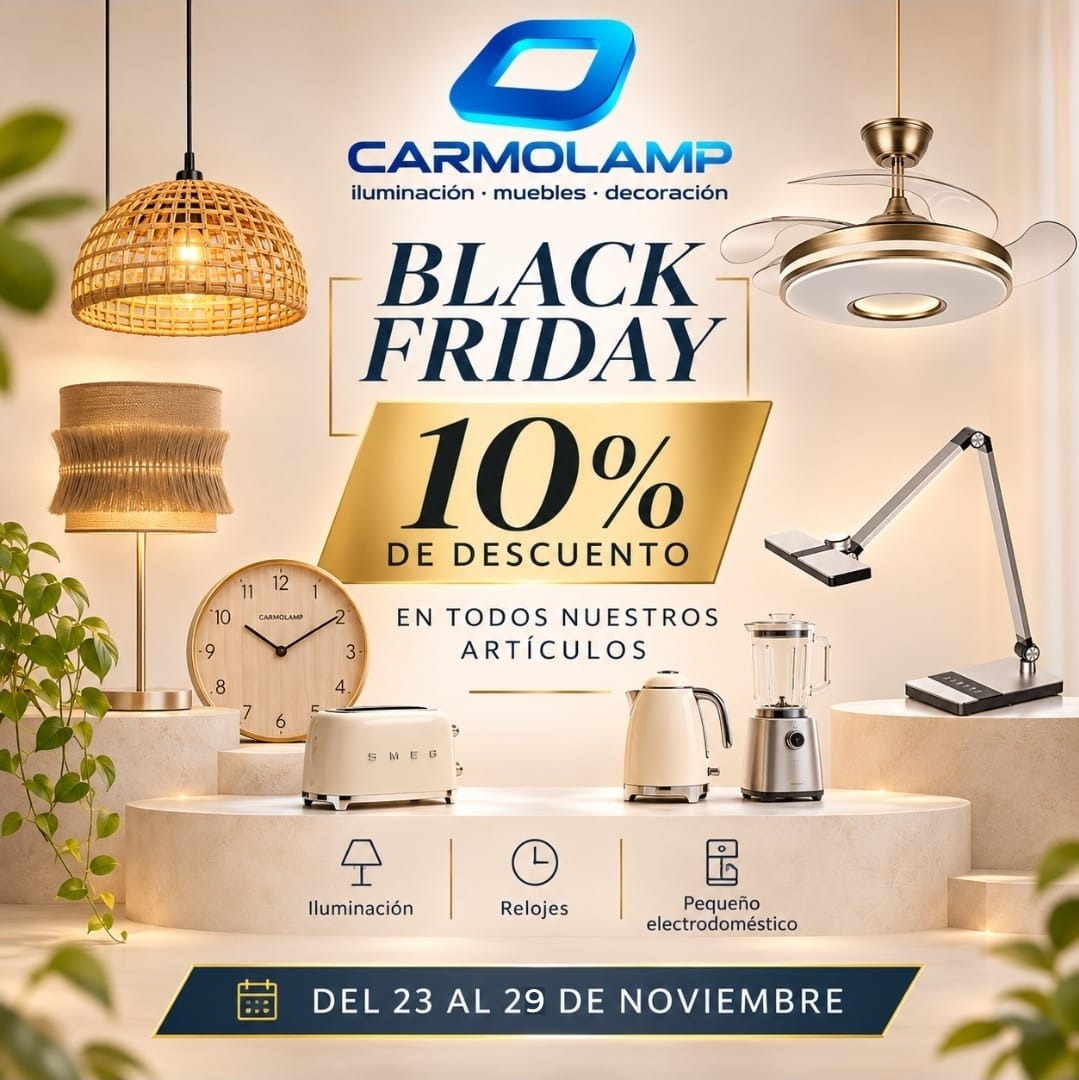 CARMOLAMP
iluminación · muebles · decoración
BLACK
FRIDAY
10%
DE DESCUENTO
EN TODOS NUESTROS
ARTÍCULOS
CARMOLAMP
12
11
1
10
2
9
3
8
4
7
5
6
SMEG
Iluminación
Relojes
Pequeño
electrodoméstico
DEL 23 AL 29 DE NOVIEMBRE